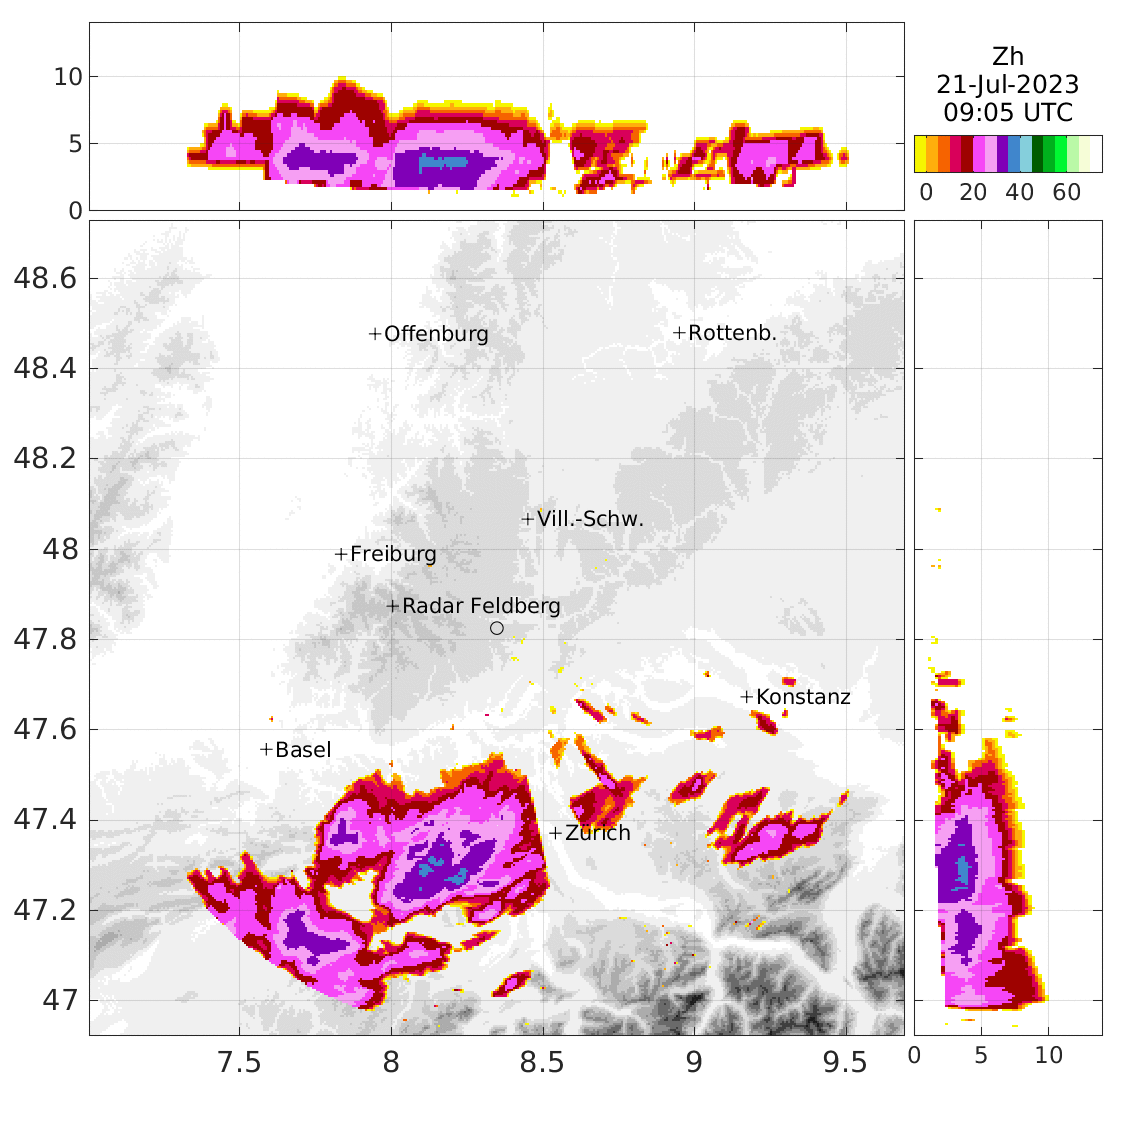 Zh
21-Jul-2023
09:05 UTC
0 20 40 60
10
5
0
48.6
48.4
48.2
48
47.8
47.6
47.4
47.2
47
+Offenburg
+Rottenb.
+Vill.-Schw.
+Freiburg
+Radar Feldberg
+Konstanz
+Basel
+Zürich
7.5 8 8.5 9 9.5
0 5 10